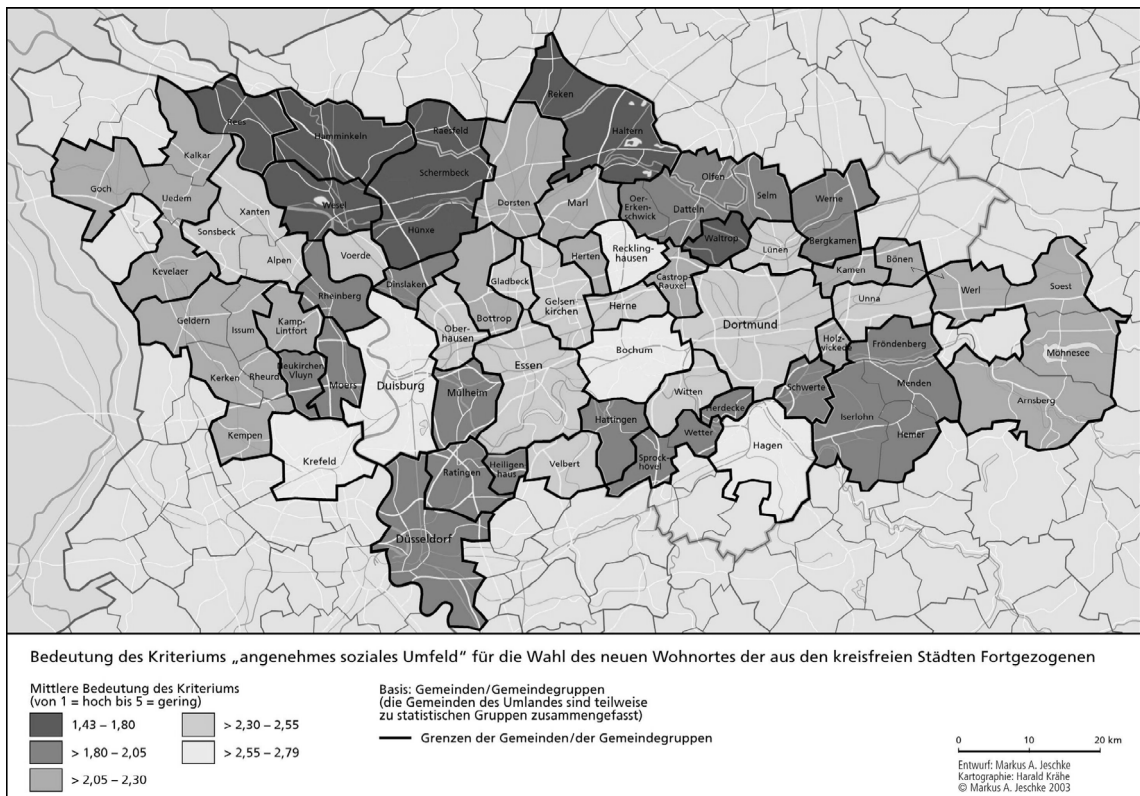 Reken
Rees
Hamminkeln
Raesfeld
Haltern
Kalkar
Schermbeck
Goch
Uedem
Wesel
Dorsten
Marl
Oer-
Erken-
schwick
Olfen
Datteln
Selm
Werne
Xanten
Sonsbeck
Hünxe
Waltrop
Bergkamen
Alpen
Voerde
Herten
Reckling-
hausen
Lünen
Bönen
Kevelaer
Dinslaken
Gladbeck
Castrop-
Rauxel
Kamen
Rheinberg
Gelsen-
kirchen
Werl
Soest
Geldern
Issum
Kamp-
Lintfort
Bottrop
Herne
Unna
Ober-
hausen
Dortmund
Holz-
wickede
Fröndenberg
Möhnesee
Bochum
Kerken
Rheurdt
Neukirchen
Vluyn
Moers
Duisburg
Essen
Mülheim
Witten
Schwerte
Menden
Arnsberg
Herdecke
Hattingen
Iserlohn
Kempen
Wetter
Hemer
Krefeld
Ratingen
Heiligen
haus
Velbert
Sprock-
hövel
Hagen
Düsseldorf
Bedeutung des Kriteriums „angenehmes soziales Umfeld“ für die Wahl des neuen Wohnortes der aus den kreisfreien Städten Fortgezogenen
Mittlere Bedeutung des Kriteriums
(von 1 = hoch bis 5 = gering)
1,43 – 1,80
> 1,80 – 2,05
> 2,05 – 2,30
> 2,30 – 2,55
> 2,55 – 2,79
Basis: Gemeinden/Gemeindegruppen
(die Gemeinden des Umlandes sind teilweise
zu statistischen Gruppen zusammengefasst)
Grenzen der Gemeinden/der Gemeindegruppen
0 10 20 km
Entwurf: Markus A. Jeschke
Kartographie: Harald Krähe
© Markus A. Jeschke 2003